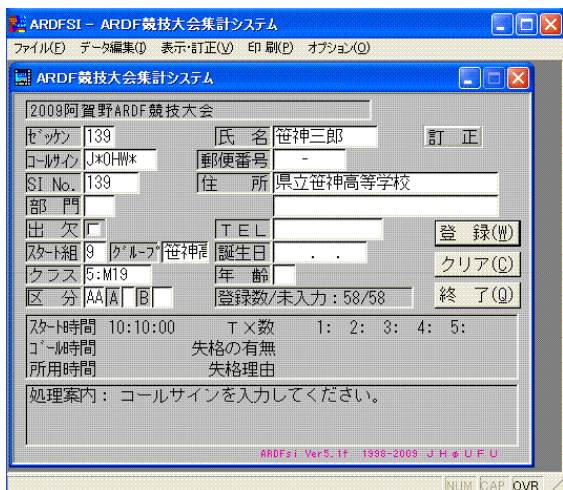 ARDFSI - ARDF競技大会集計システム
ファイル(F) データ編集(I) 表示・訂正(V) 印刷(P) オプション(O)
ARDF競技大会集計システム
2009阿賀野ARDF競技大会
ｾﾞｯｹﾝ 139 氏 名 笹神三郎 訂 正
ｺｰﾙｻｲﾝ J*0HW* 郵便番号 -
SI No. 139 住 所 県立笹神高等学校
部 門
出 欠 TEL 登 録(W)
ｽﾀｰﾄ組 9 ｸﾞﾙｰﾌﾟ 笹神高 誕生日 . .
クラス 5:M19 年 齢 クリア(C)
区 分 AA A B 登録数/未入力:58/58 終 了(Q)
ｽﾀｰﾄ時間 10:10:00 TX数 1: 2: 3: 4: 5:
ｺﾞｰﾙ時間 失格の有無
所用時間 失格理由
処理案内: コールサインを入力してください。
ARDFsi Ver5.1f 1998-2009 JHφUFU
NUM CAP OVR